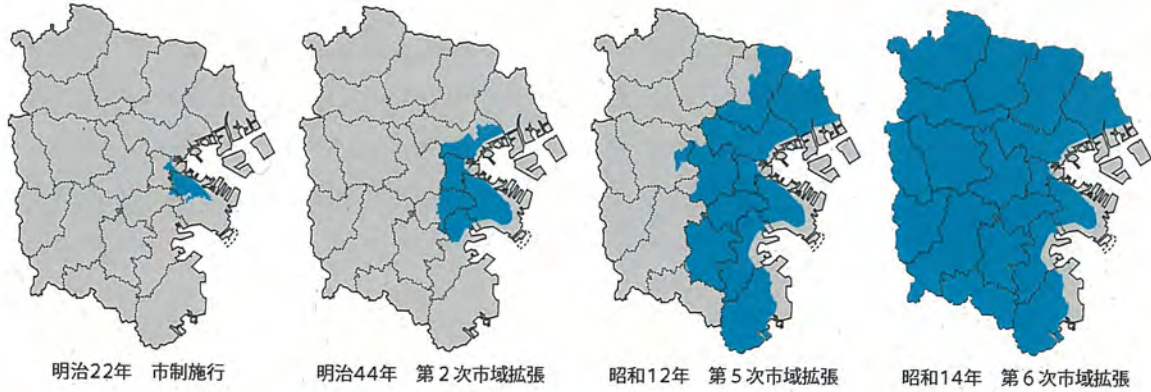 明治22年 市制施行
明治44年 第2次市域拡張
昭和12年 第5次市域拡張
昭和14年 第6次市域拡張